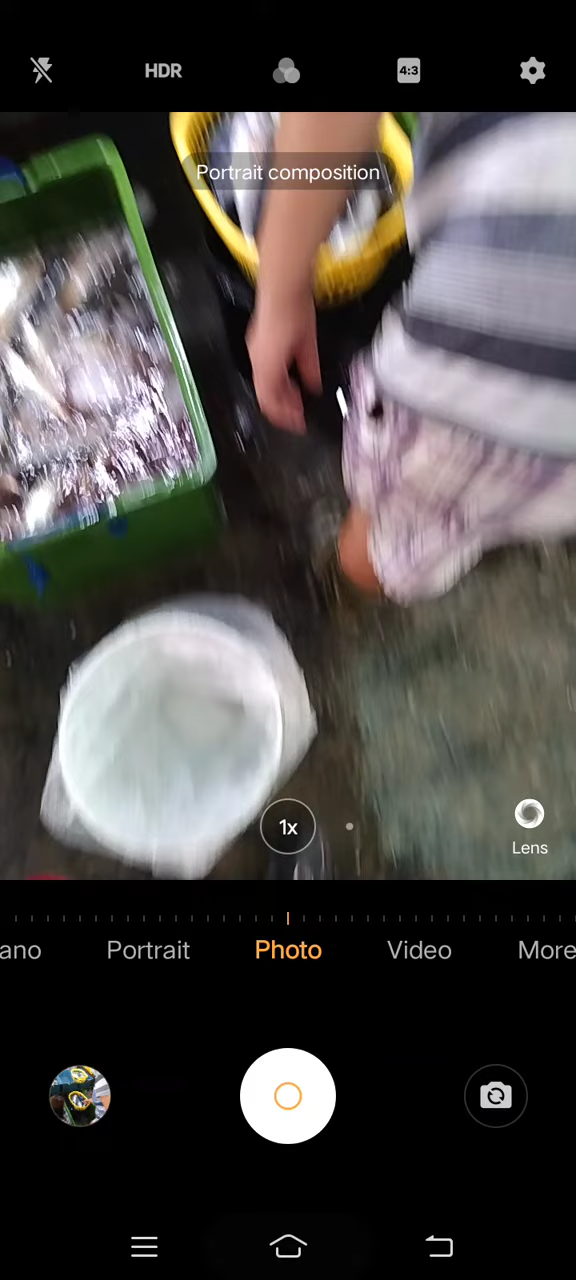 HDR
4:3
Portrait composition
1x
Lens
ano Portrait Photo Video More